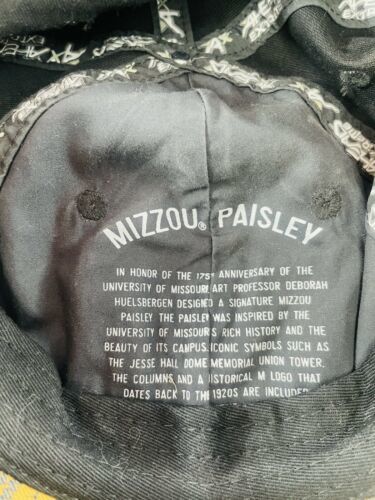 MIZZOU® PAISLEY
IN HONOR OF THE 175th ANNIVERSARY OF THE
UNIVERSITY OF MISSOURI ART PROFESSOR DEBORAH
HUELSBERGEN DESIGNED A SIGNATURE MIZZOU
PAISLEY THE PAISLEY WAS INSPIRED BY THE
UNIVERSITY OF MISSOURI'S RICH HISTORY AND THE
BEAUTY OF ITS CAMPUS. ICONIC SYMBOLS SUCH AS
THE JESSE HALL DOME, MEMORIAL UNION TOWER.
THE COLUMNS AND A HISTORICAL M LOGO THAT
DATES BACK TO THE 1920S ARE INCLUDED